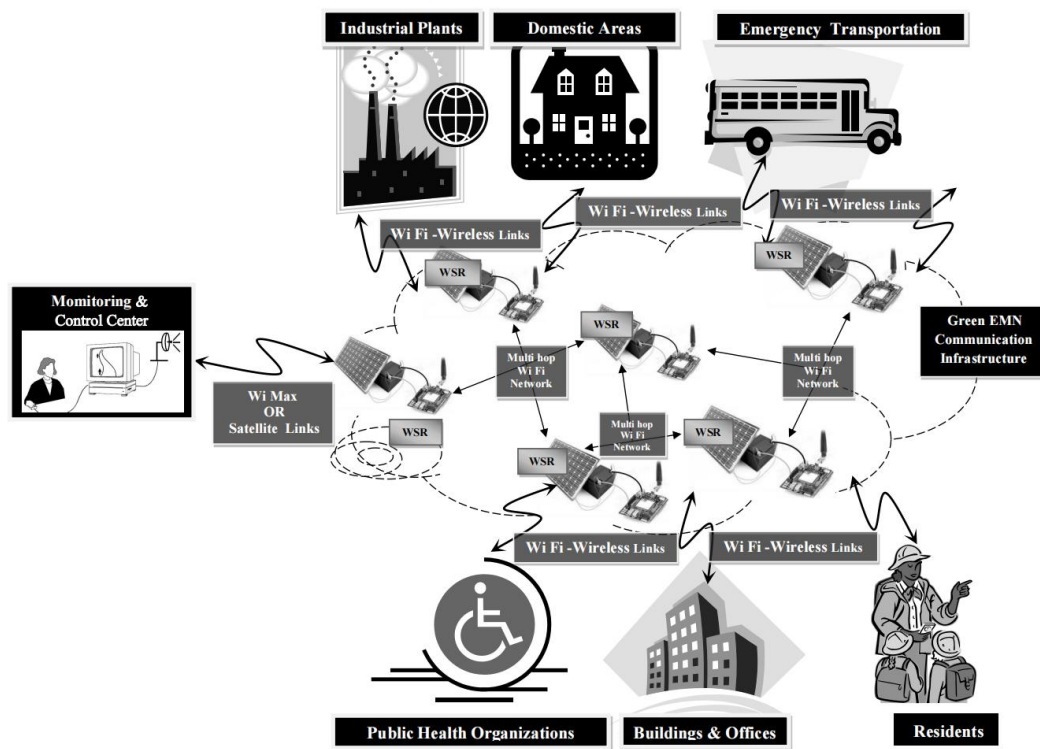 Industrial Plants
Domestic Areas
Emergency Transportation
Wi Fi -Wireless Links
Wi Fi -Wireless Links
Wi Fi -Wireless Links
WSR
WSR
Momitoring &
Control Center
WSR
Green EMN
Communication
Infrastructure
Multi hop
Wi Fi
Network
Multi hop
Wi Fi
Network
Wi Max
OR
Satellite Links
WSR
Multi hop
Wi Fi
Network
WSR
WSR
Wi Fi -Wireless Links
Wi Fi -Wireless Links
Public Health Organizations
Buildings & Offices
Residents